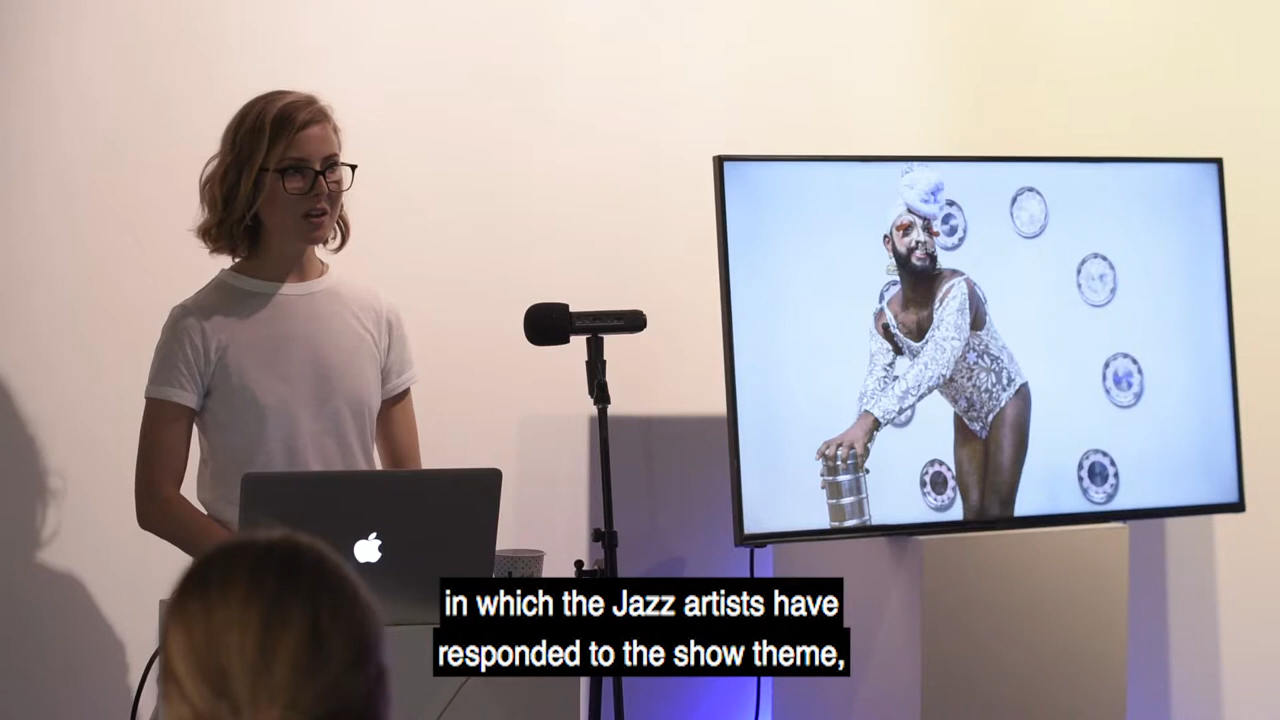 in which the Jazz artists have
responded to the show theme,